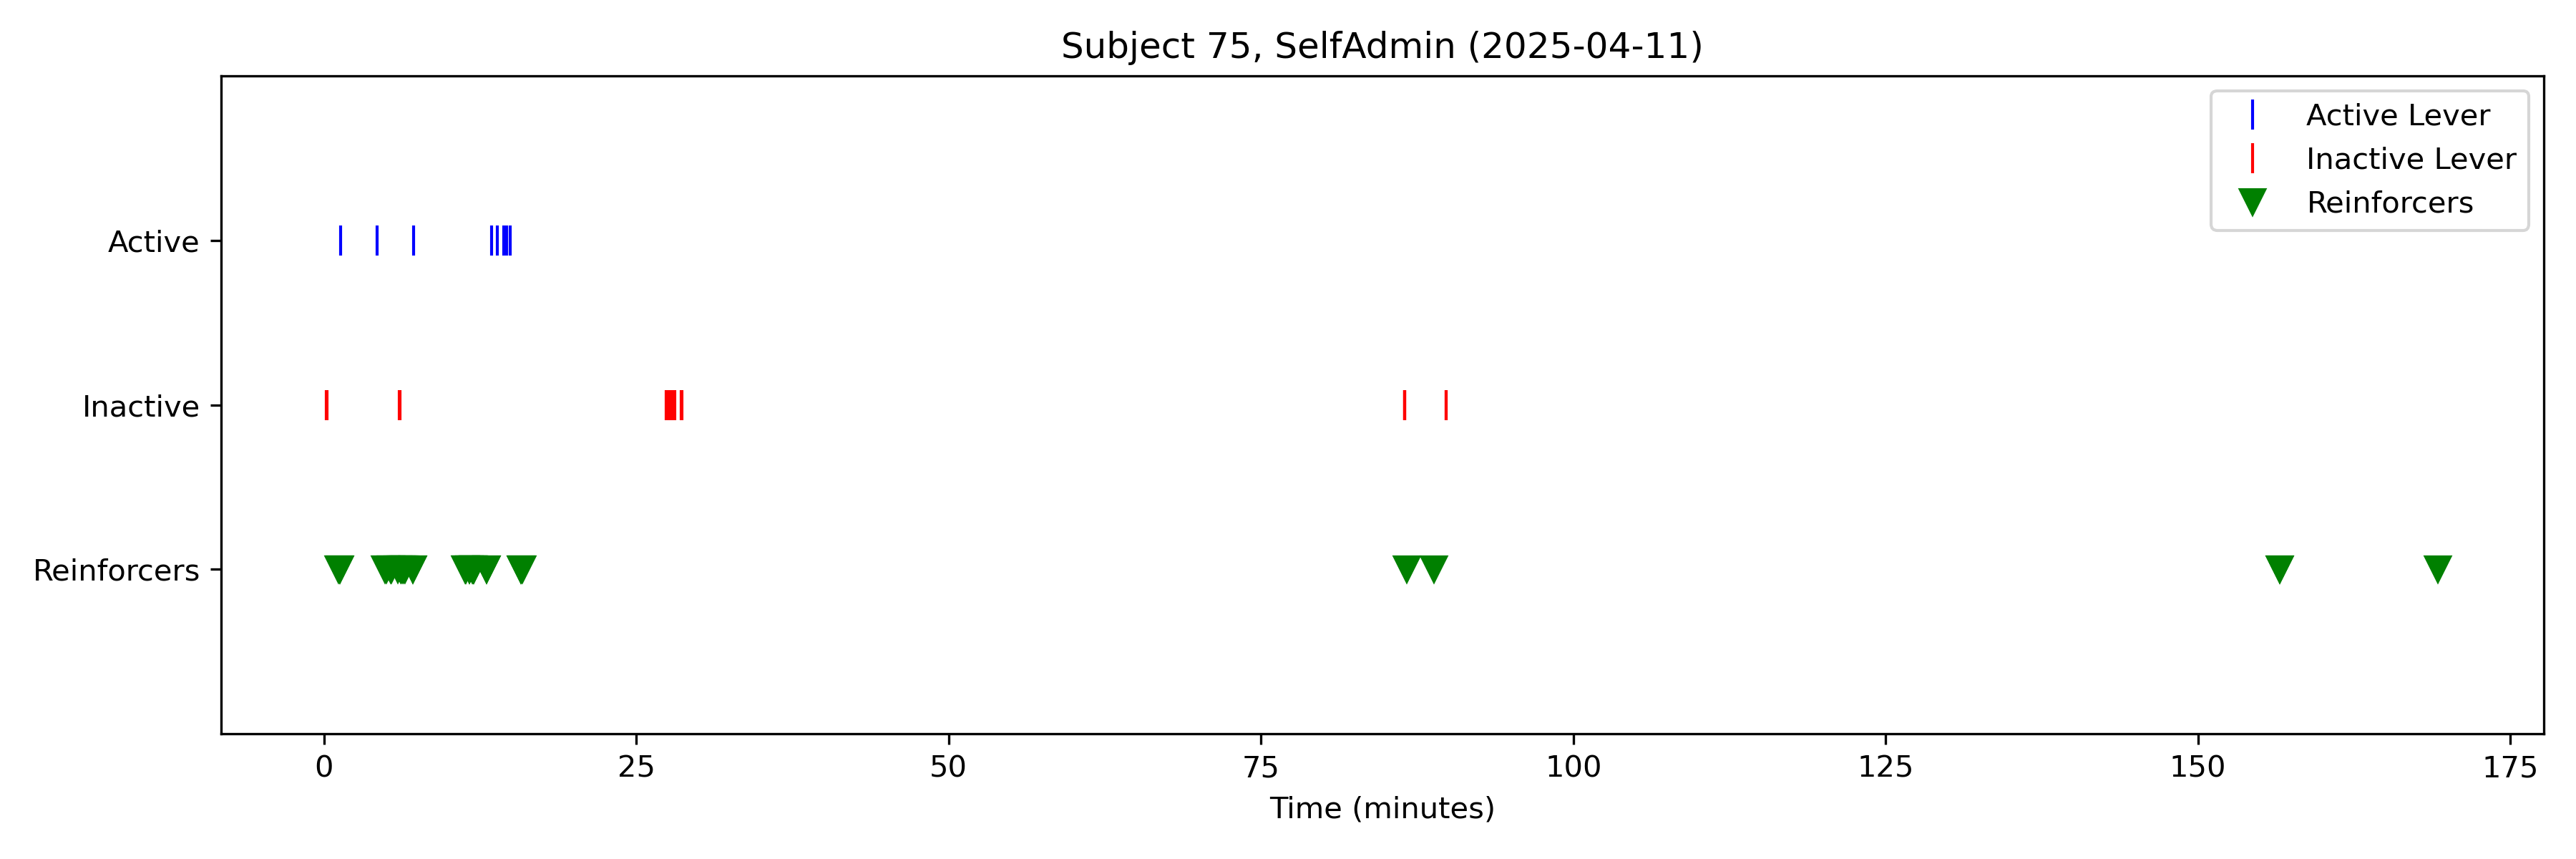 Subject 75, SelfAdmin (2025-04-11)
Active Lever
Inactive Lever
Reinforcers
Active
Inactive
Reinforcers
0 25 50 75 100 125 150 175
Time (minutes)